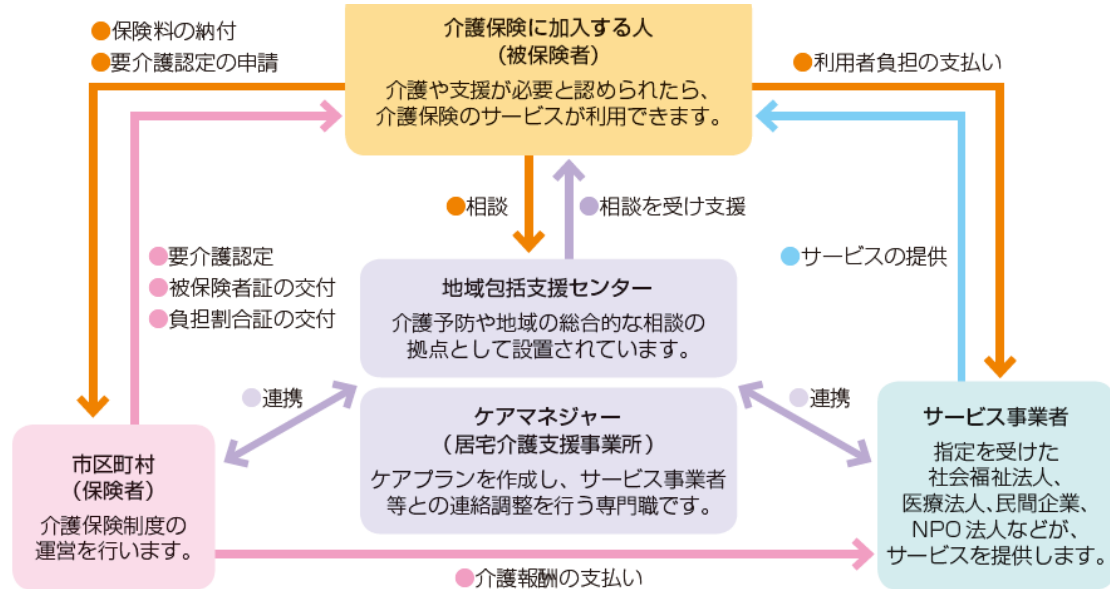 ●保険料の納付
●要介護認定の申請
介護保険に加入する人
（被保険者）
介護や支援が必要と認められたら、
介護保険のサービスが利用できます。
●利用者負担の支払い
●相談
●相談を受け支援
●要介護認定
●被保険者証の交付
●負担割合証の交付
●サービスの提供
地域包括支援センター
介護予防や地域の総合的な相談の
拠点として設置されています。
●連携
ケアマネジャー
（居宅介護支援事業所）
ケアプランを作成し、サービス事業者
等との連絡調整を行う専門職です。
●連携
市区町村
（保険者）
介護保険制度の
運営を行います。
サービス事業者
指定を受けた
社会福祉法人、
医療法人、民間企業、
NPO法人などが、
サービスを提供します。
●介護報酬の支払い